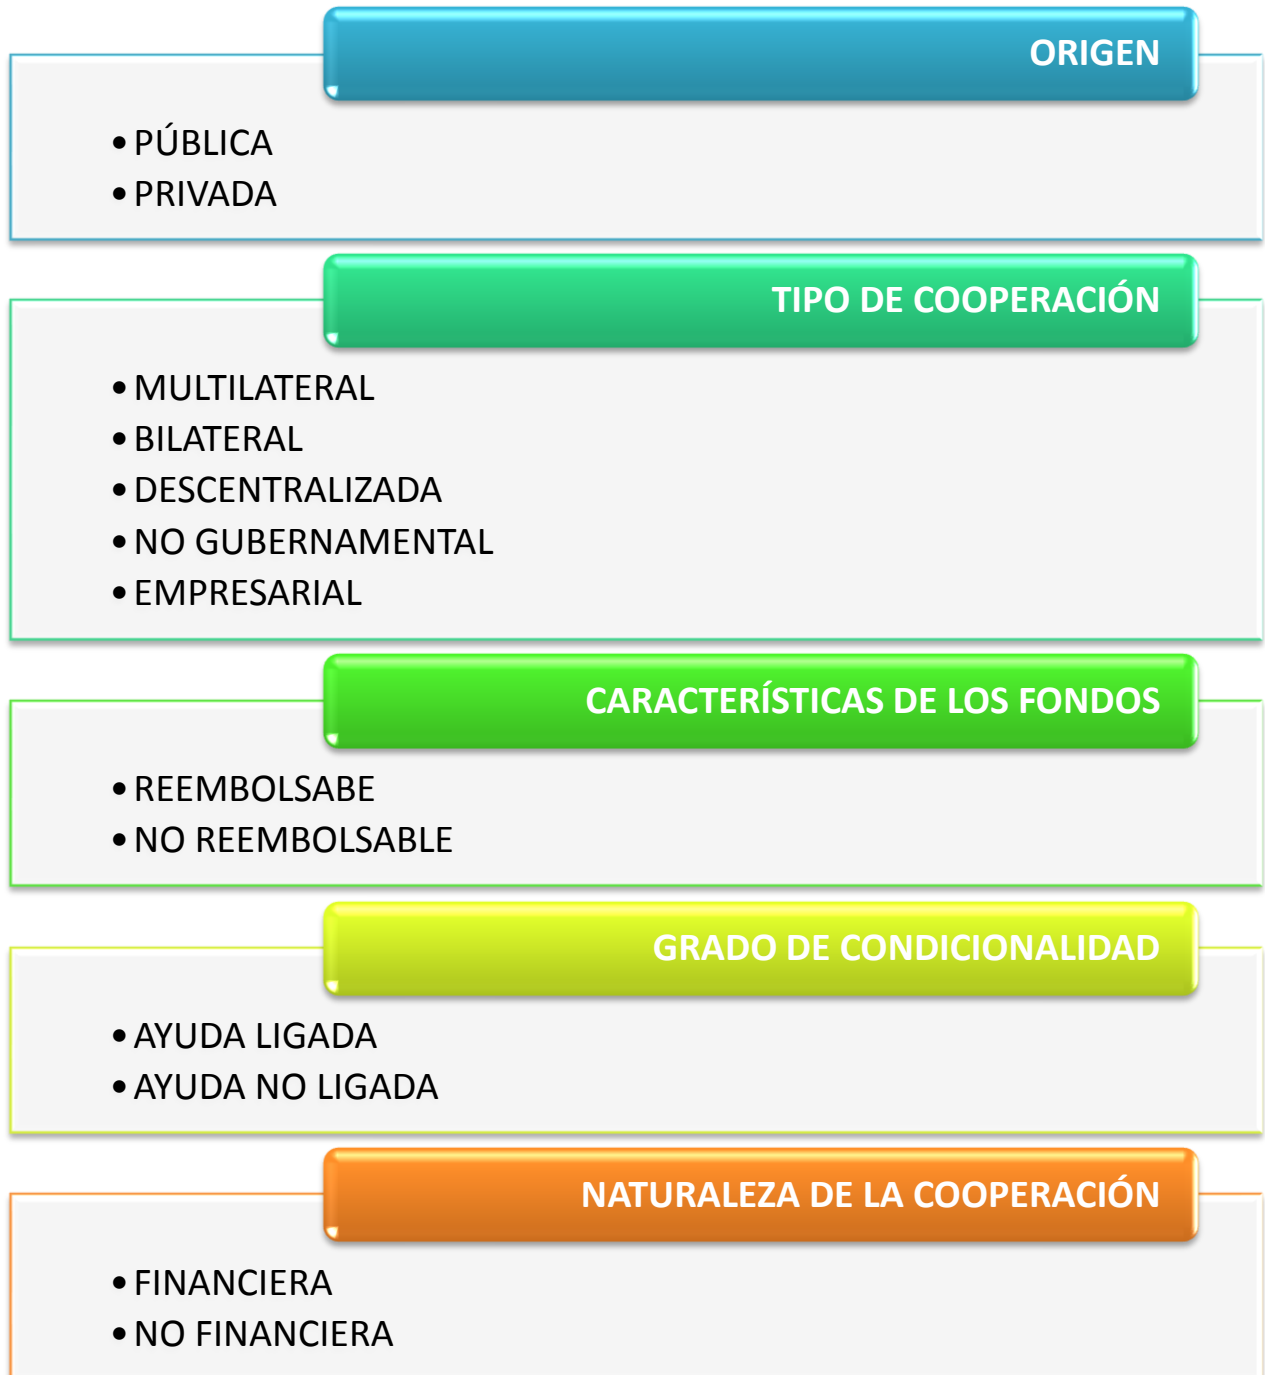 ORIGEN
•PÚBLICA
•PRIVADA
TIPO DE COOPERACIÓN
•MULTILATERAL
•BILATERAL
•DESCENTRALIZADA
•NO GUBERNAMENTAL
•EMPRESARIAL
CARACTERÍSTICAS DE LOS FONDOS
•REEMBOLSABE
•NO REEMBOLSABLE
GRADO DE CONDICIONALIDAD
•AYUDA LIGADA
•AYUDA NO LIGADA
NATURALEZA DE LA COOPERACIÓN
•FINANCIERA
•NO FINANCIERA